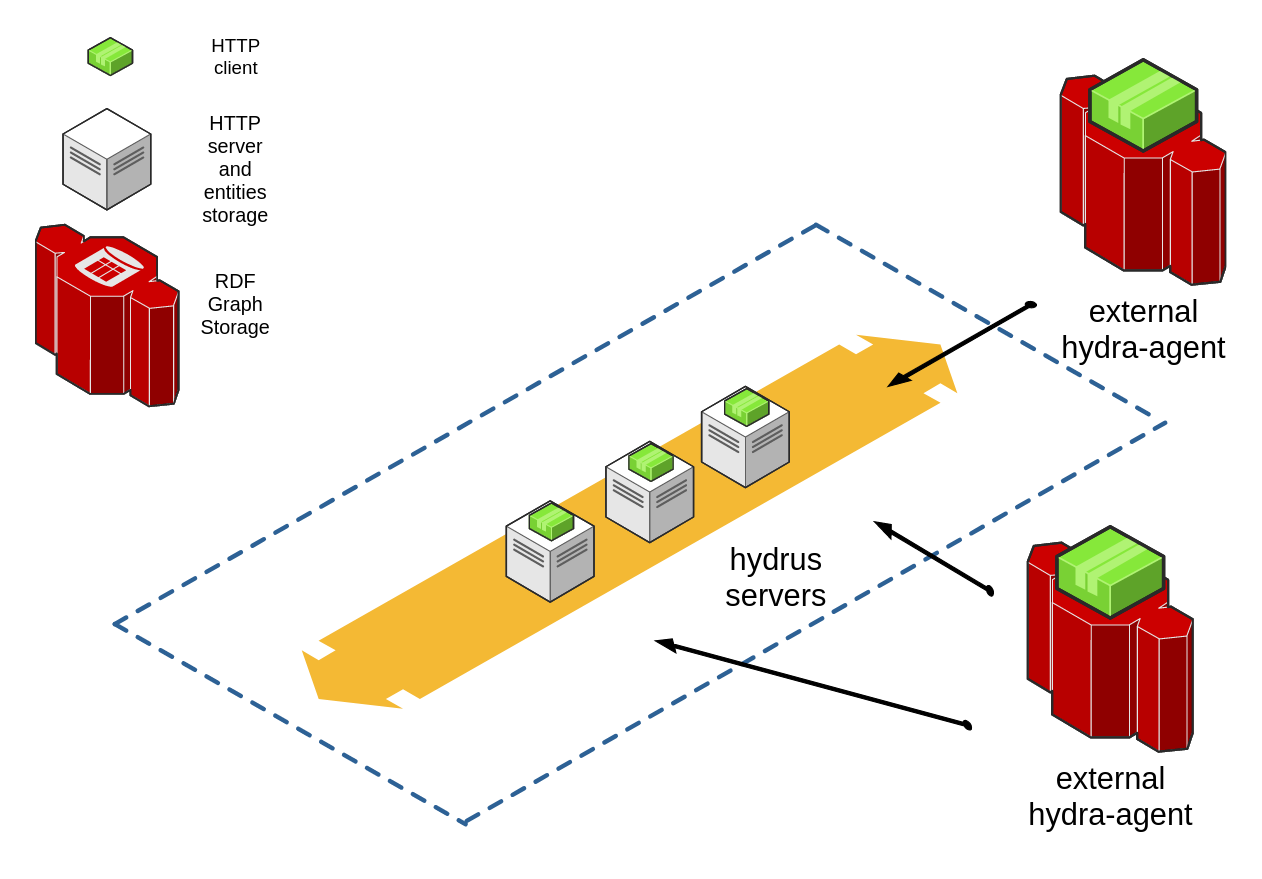 HTTP
client
HTTP
server
and
entities
storage
RDF
Graph
Storage
external
hydra-agent
hydrus
servers
external
hydra-agent